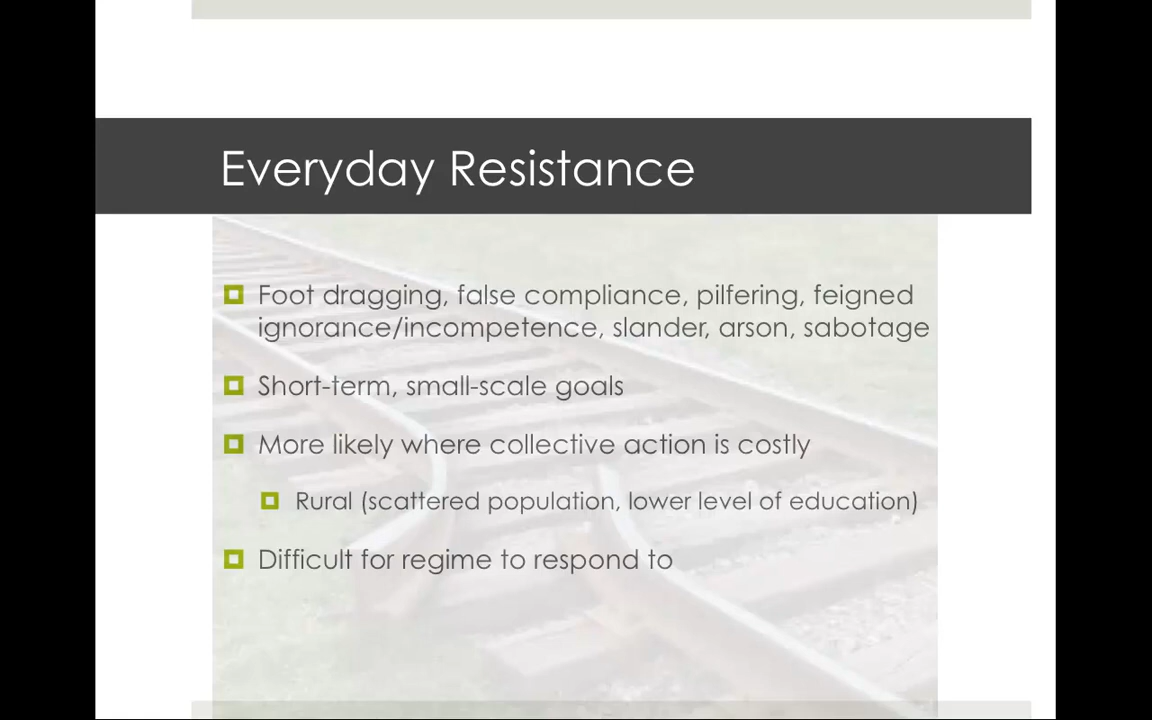 Everyday Resistance
Foot dragging, false compliance, pilfering, feigned
ignorance/incompetence, slander, arson, sabotage
Short-term, small-scale goals
More likely where collective action is costly
Rural (scattered population, lower level of education)
Difficult for regime to respond to